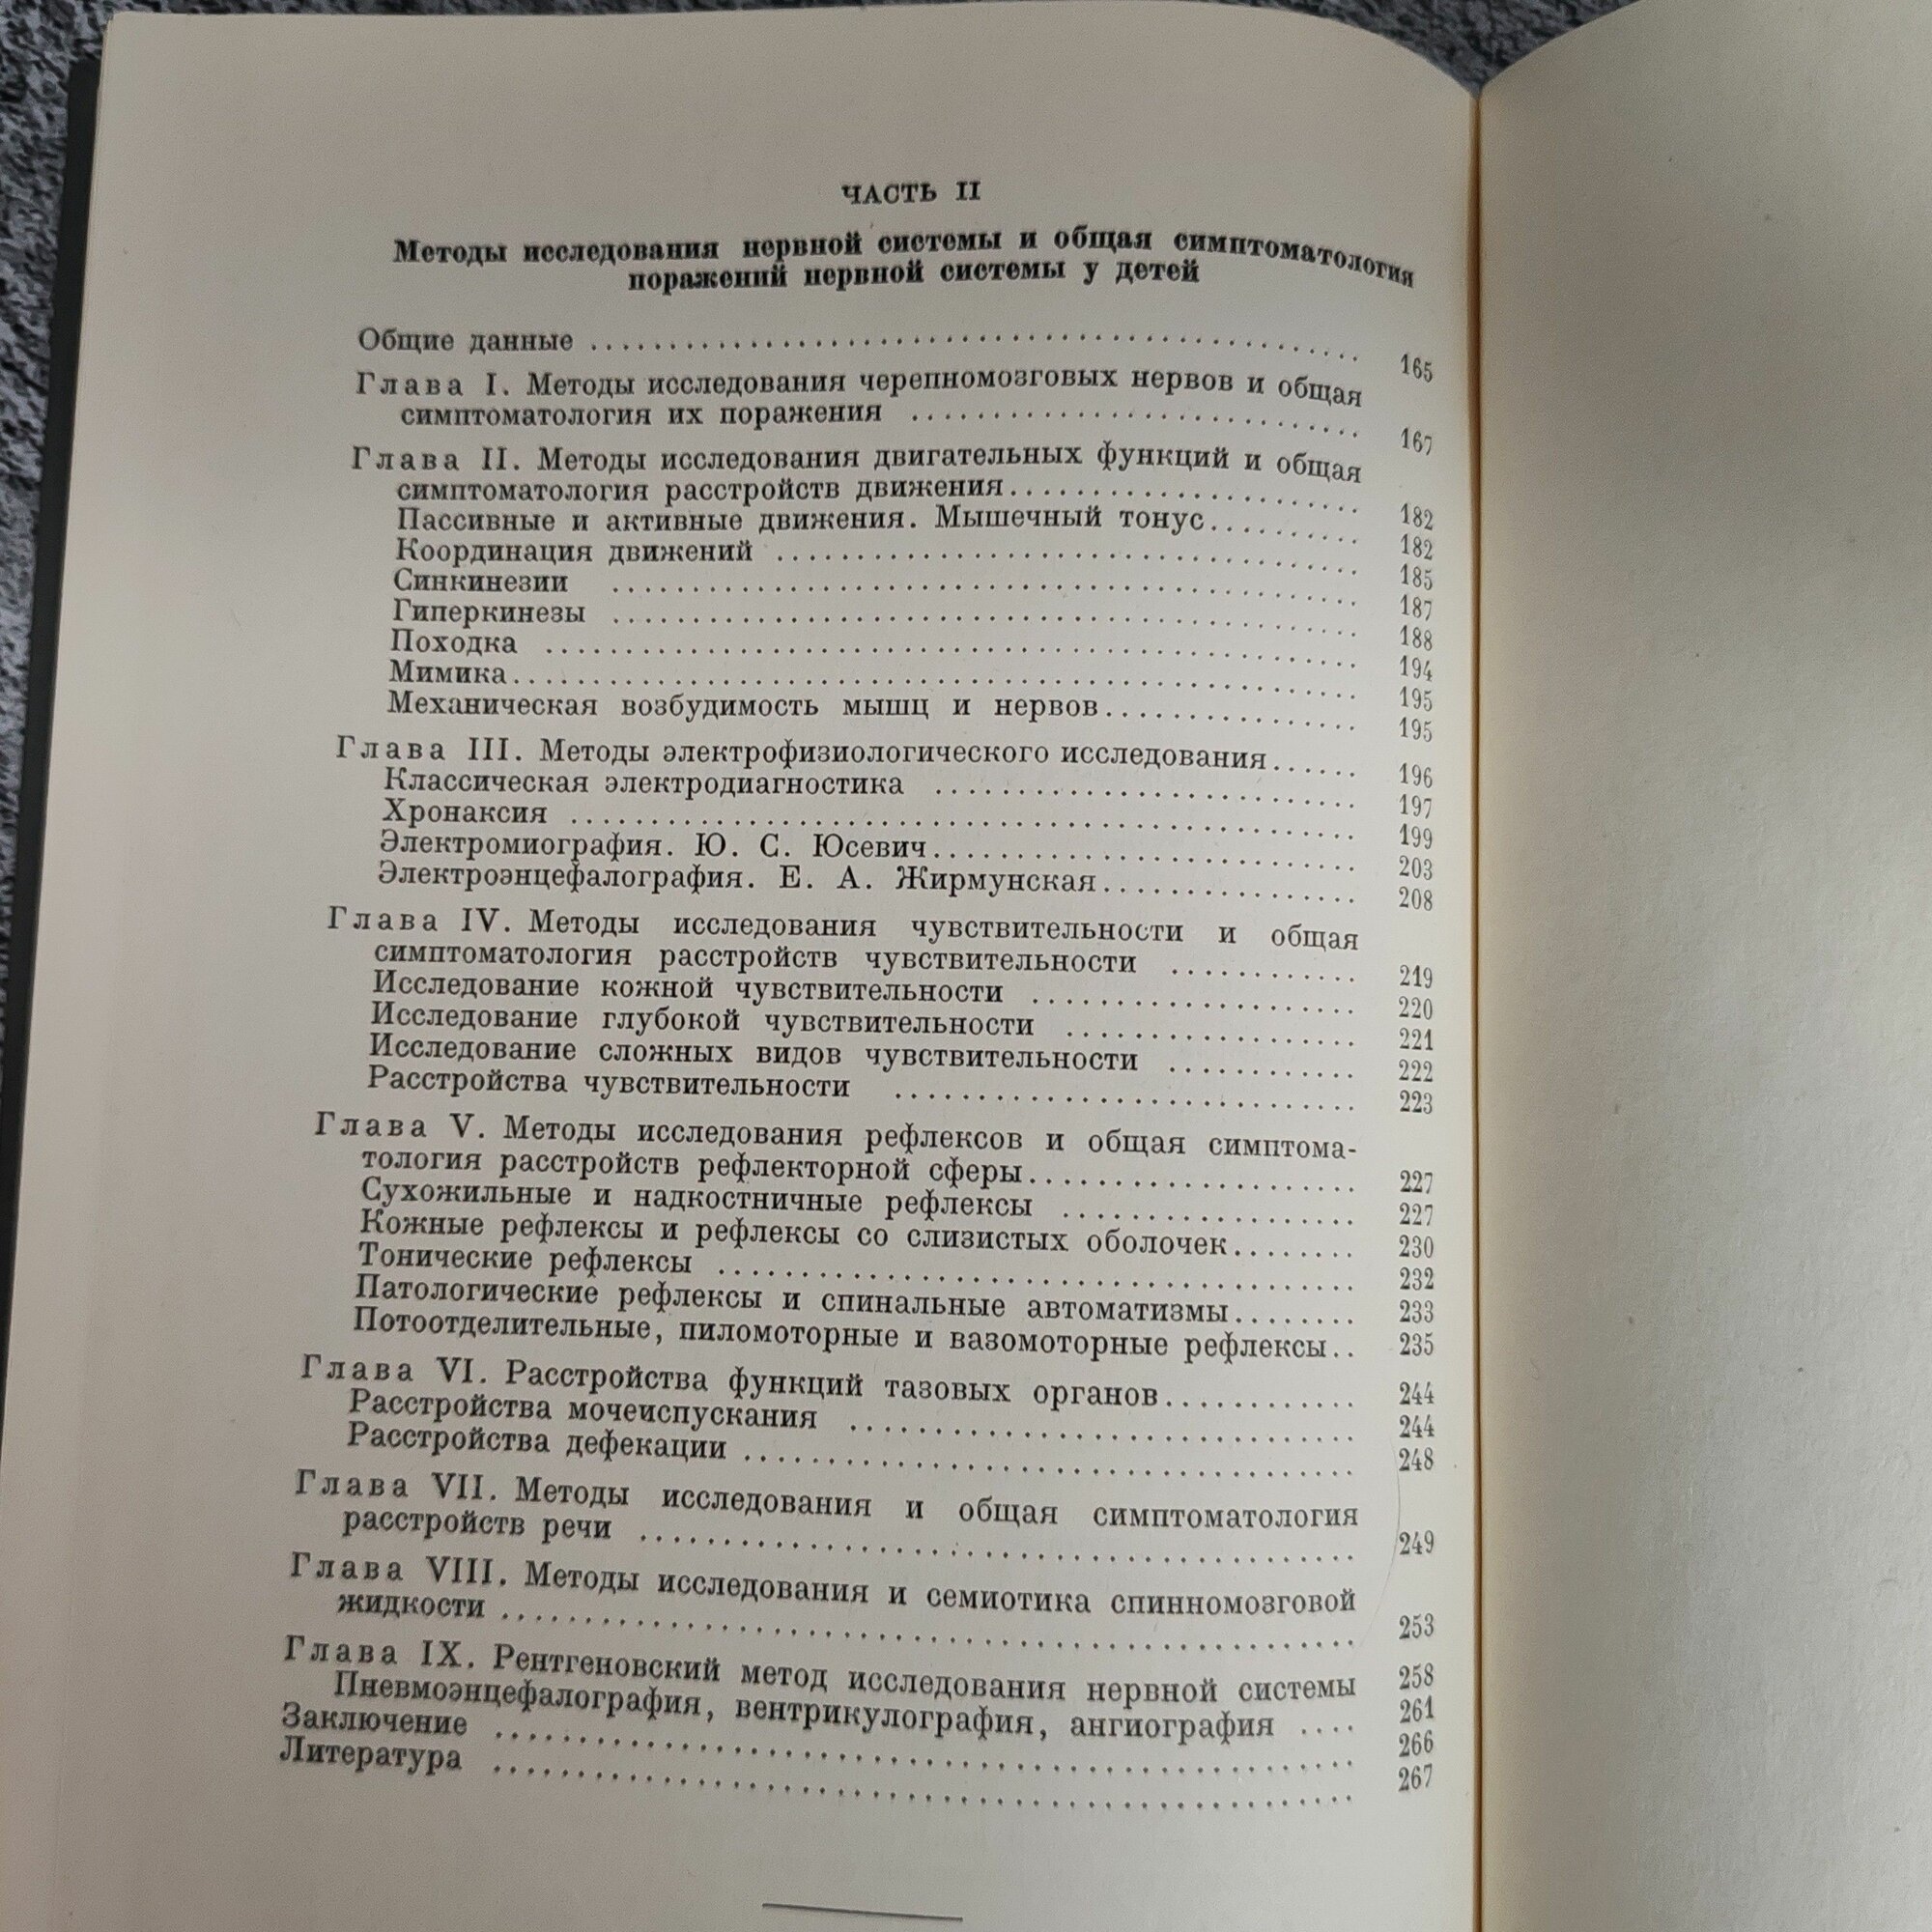 ЧАСТЬ II
Методы исследования нервной системы и общая симптоматология
поражений нервной системы у детей
Общие данные .......... 165
Глава I. Методы исследования черепномозговых нервов и общая
симптоматология их поражения .......... 167
Глава II. Методы исследования двигательных функций и общая
симптоматология расстройств движения .......... 182
Пассивные и активные движения. Мышечный тонус .......... 182
Координация движений .......... 185
Синкинезии .......... 187
Гиперкинезы .......... 188
Походка .......... 194
Мимика .......... 195
Механическая возбудимость мышц и нервов .......... 195
Глава III. Методы электрофизиологического исследования ...... 196
Классическая электродиагностика .......... 197
Хронаксия .......... 199
Электромиография. Ю. С. Юсевич .......... 203
Электроэнцефалография. Е. А. Жирмунская .......... 208
Глава IV. Методы исследования чувствительности и общая
симптоматология расстройств чувствительности .......... 219
Исследование кожной чувствительности .......... 220
Исследование глубокой чувствительности .......... 221
Исследование сложных видов чувствительности .......... 222
Расстройства чувствительности .......... 223
Глава V. Методы исследования рефлексов и общая симптома-
тология расстройств рефлекторной сферы .......... 227
Сухожильные и надкостничные рефлексы .......... 227
Кожные рефлексы и рефлексы со слизистых оболочек ........ 230
Тонические рефлексы .......... 232
Патологические рефлексы и спинальные автоматизмы ........ 233
Потоотделительные, пиломоторные и вазомоторные рефлексы .. 235
Глава VI. Расстройства функций тазовых органов .......... 244
Расстройства мочеиспускания .......... 244
Расстройства дефекации .......... 248
Глава VII. Методы исследования и общая симптоматология
расстройств речи .......... 249
Глава VIII. Методы исследования и семиотика спинномозговой
жидкости .......... 253
Глава IX. Рентгеновский метод исследования нервной системы 258
Пневмоэнцефалография, вентрикулография, ангиография .... 261
Заключение .......... 266
Литература .......... 267